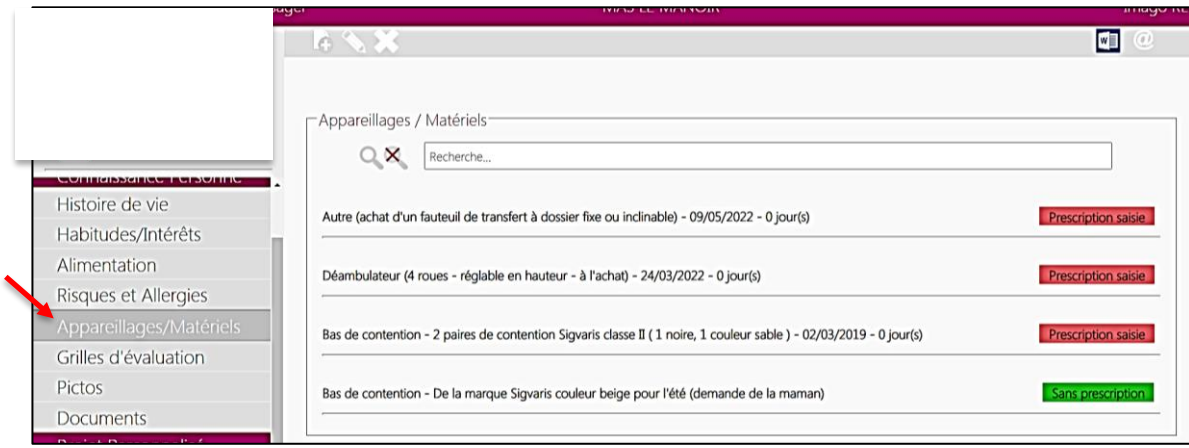 MAS LE MANOIR
Appareillages / Matériels
Recherche...
Connaissance Personne
Histoire de vie
Habitudes/Intérêts
Alimentation
Risques et Allergies
Appareillages/Matériels
Grilles d'évaluation
Pictos
Documents
Autre (achat d'un fauteuil de transfert à dossier fixe ou inclinable) - 09/05/2022 - 0 jour(s)
Prescription saisie
Déambulateur (4 roues - réglable en hauteur - à l'achat) - 24/03/2022 - 0 jour(s)
Prescription saisie
Bas de contention - 2 paires de contention Sigvaris classe II ( 1 noire, 1 couleur sable ) - 02/03/2019 - 0 jour(s)
Prescription saisie
Bas de contention - De la marque Sigvaris couleur beige pour l'été (demande de la maman)
Sans prescription